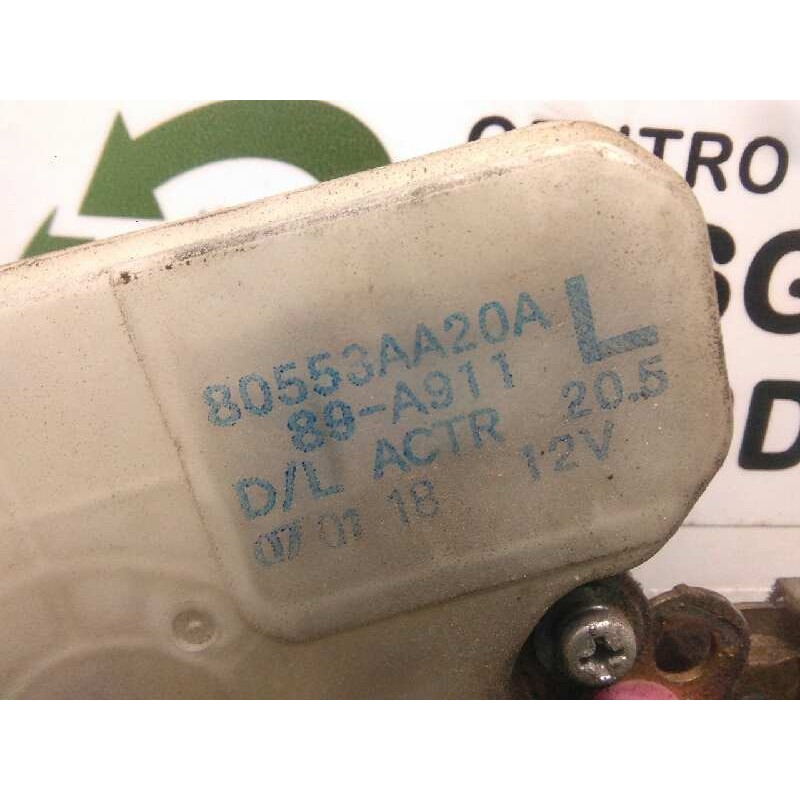 CENTRO
SG
D
80553AA20A L
89-A911 20.5
D/L ACTR 12V
07 01 18